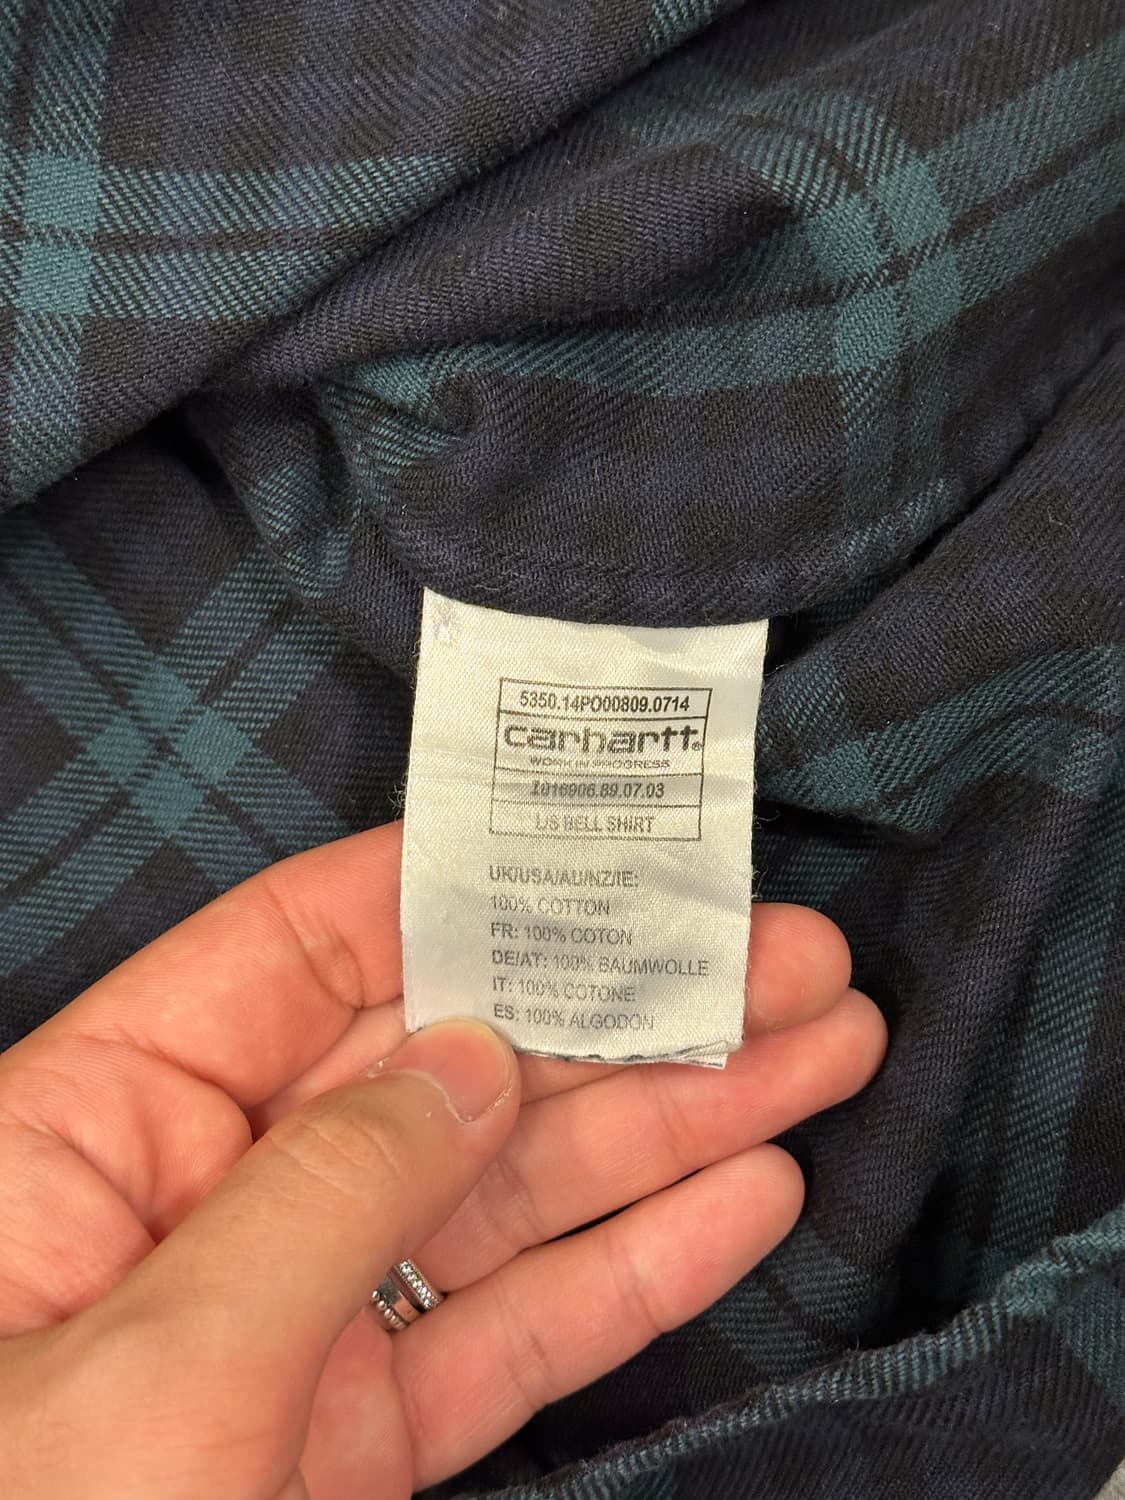 5350.14PO00809.0714
carhartt®
WORK IN PROGRESS
I016906.89.07.03
L/S BELL SHIRT
UK/USA/AU/NZ/IE:
100% COTTON
FR: 100% COTON
DE/AT: 100% BAUMWOLLE
IT: 100% COTONE
ES: 100% ALGODON